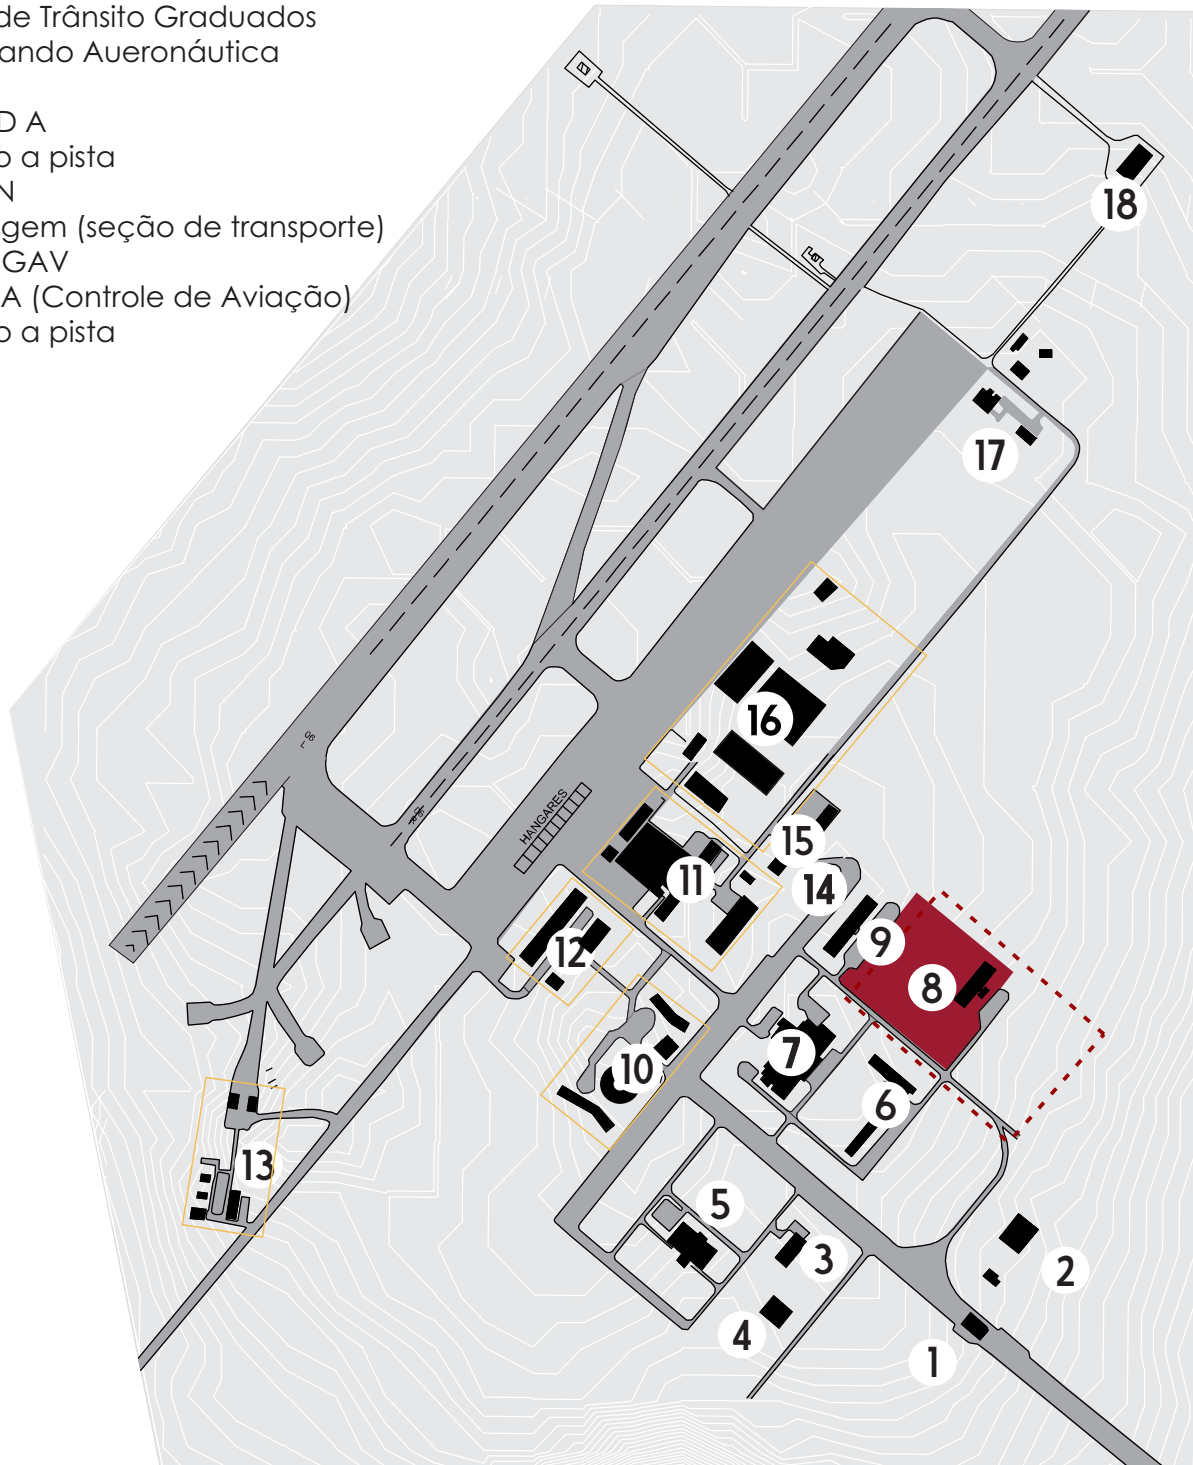 de Trânsito Graduados
ando Aueronáutica
D A
o a pista
N
gem (seção de transporte)
GAV
A (Controle de Aviação)
o a pista
18
17
16
HANGARES
15
14
11
9
12
8
7
10
6
13
5
3
2
4
1